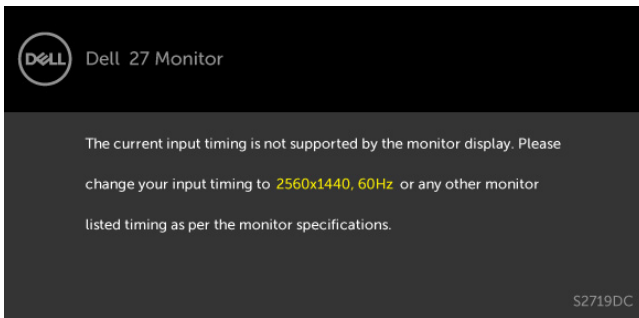 DELL
Dell 27 Monitor
The current input timing is not supported by the monitor display. Please
change your input timing to 2560x1440, 60Hz or any other monitor
listed timing as per the monitor specifications.
S2719DC